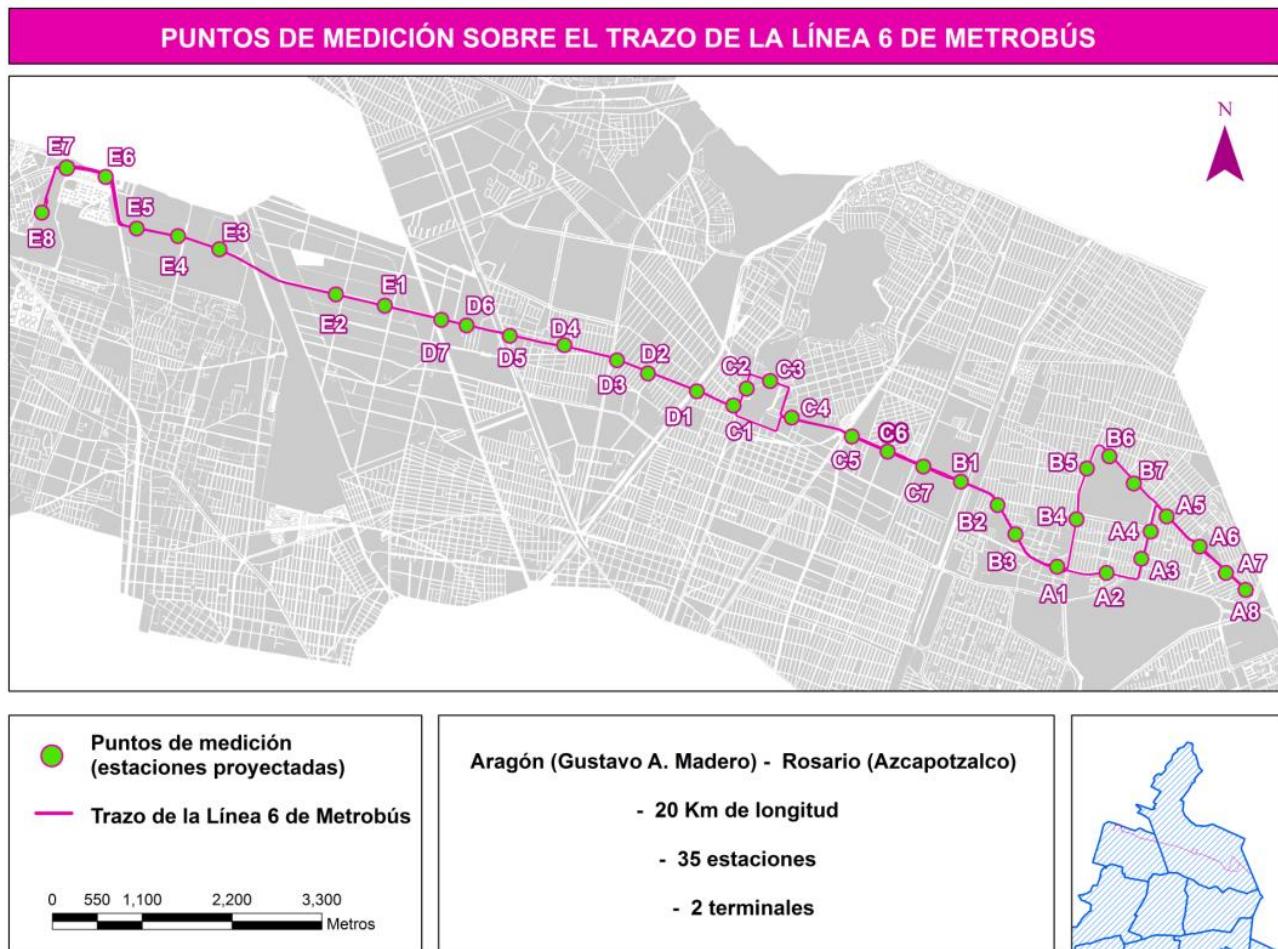 PUNTOS DE MEDICIÓN SOBRE EL TRAZO DE LA LÍNEA 6 DE METROBÚS
N
E7
E6
E5
E8
E4
E3
E2
E1
D7
D6
D5
D4
D3
D2
D1
C2
C3
C1
C4
C5
C6
C7
B1
B2
B3
B4
B5
B6
B7
A1
A2
A3
A4
A5
A6
A7
A8
Puntos de medición
(estaciones proyectadas)
Trazo de la Línea 6 de Metrobús
0 550 1,100 2,200 3,300
Metros
Aragón (Gustavo A. Madero) - Rosario (Azcapotzalco)
- 20 Km de longitud
- 35 estaciones
- 2 terminales